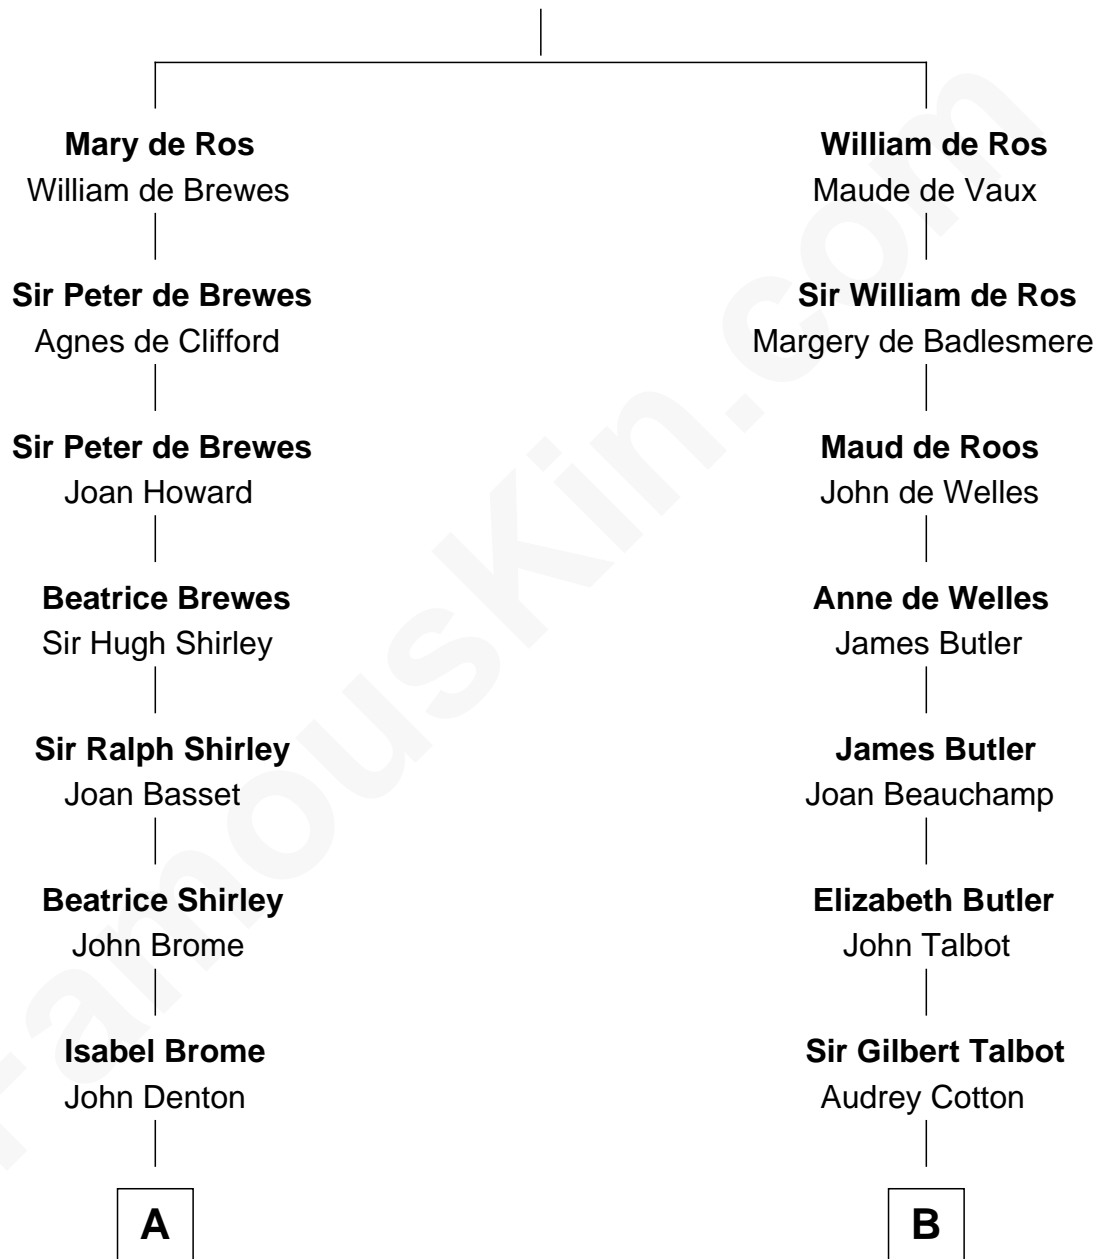 Mary de Ros
William de Brewes
Sir Peter de Brewes
Agnes de Clifford
Sir Peter de Brewes
Joan Howard
Beatrice Brewes
Sir Hugh Shirley
Sir Ralph Shirley
Joan Basset
Beatrice Shirley
John Brome
Isabel Brome
John Denton
A
William de Ros
Maude de Vaux
Sir William de Ros
Margery de Badlesmere
Maud de Roos
John de Welles
Anne de Welles
James Butler
James Butler
Joan Beauchamp
Elizabeth Butler
John Talbot
Sir Gilbert Talbot
Audrey Cotton
B
FamousKin.com